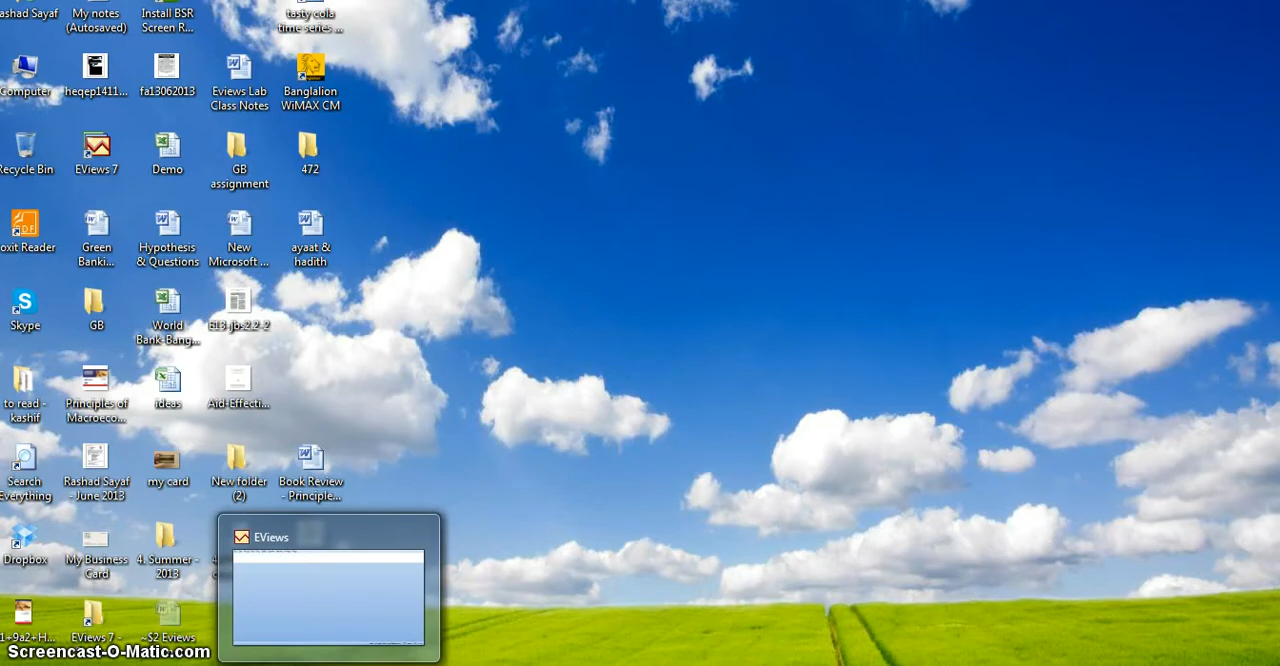 ashad Sayaf
My notes
(Autosaved)
Install BSR
Screen R...
tasty cola
time series ...
Computer
heqep1411...
fa13062013
Eviews Lab
Class Notes
Banglalion
WiMAX CM
Recycle Bin
EViews 7
Demo
GB
assignment
472
oxit Reader
Green
Banki...
Hypothesis
& Questions
New
Microsoft ...
ayaat &
hadith
Skype
GB
World
Bank-Bang...
613-jbs2.2-2
to read -
kashif
Principles of
Macroeco...
ideas
Aid-Effecti...
Search
Everything
Rashad Sayaf
- June 2013
my card
New folder
(2)
Book Review
- Principle...
Dropbox
My Business
Card
4. Summer -
2013
EViews
1+9a2+H...
EViews 7 -
~$2 Eviews
Screencast-O-Matic.com